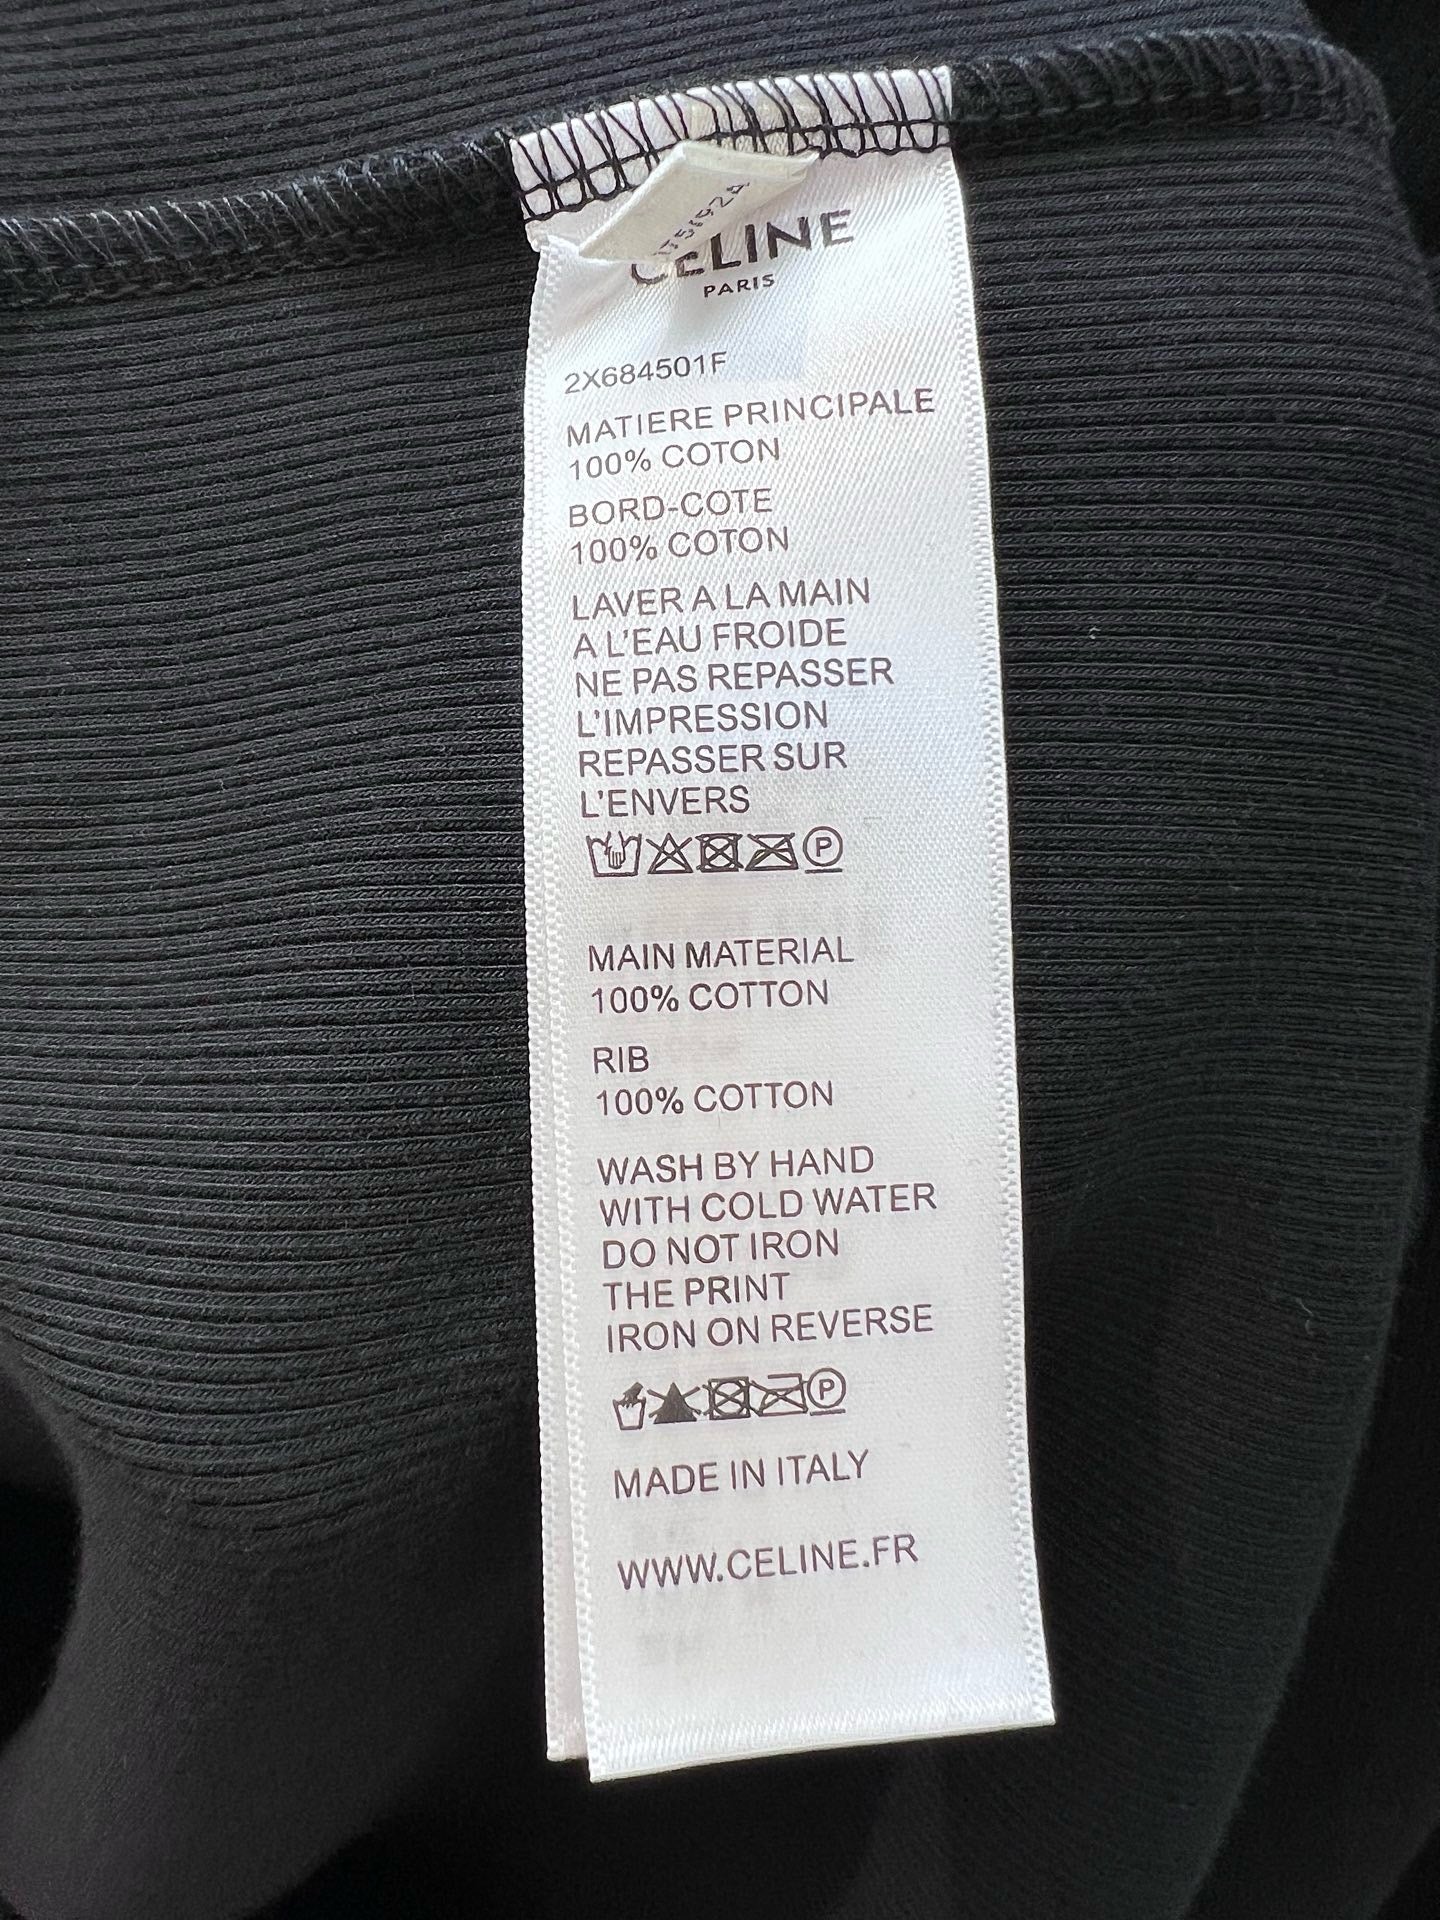 CELINE
PARIS
2X684501F
MATIERE PRINCIPALE
100% COTON
BORD-COTE
100% COTON
LAVER A LA MAIN
A L'EAU FROIDE
NE PAS REPASSER
L'IMPRESSION
REPASSER SUR
L'ENVERS
P
MAIN MATERIAL
100% COTTON
RIB
100% COTTON
WASH BY HAND
WITH COLD WATER
DO NOT IRON
THE PRINT
IRON ON REVERSE
P
MADE IN ITALY
WWW.CELINE.FR